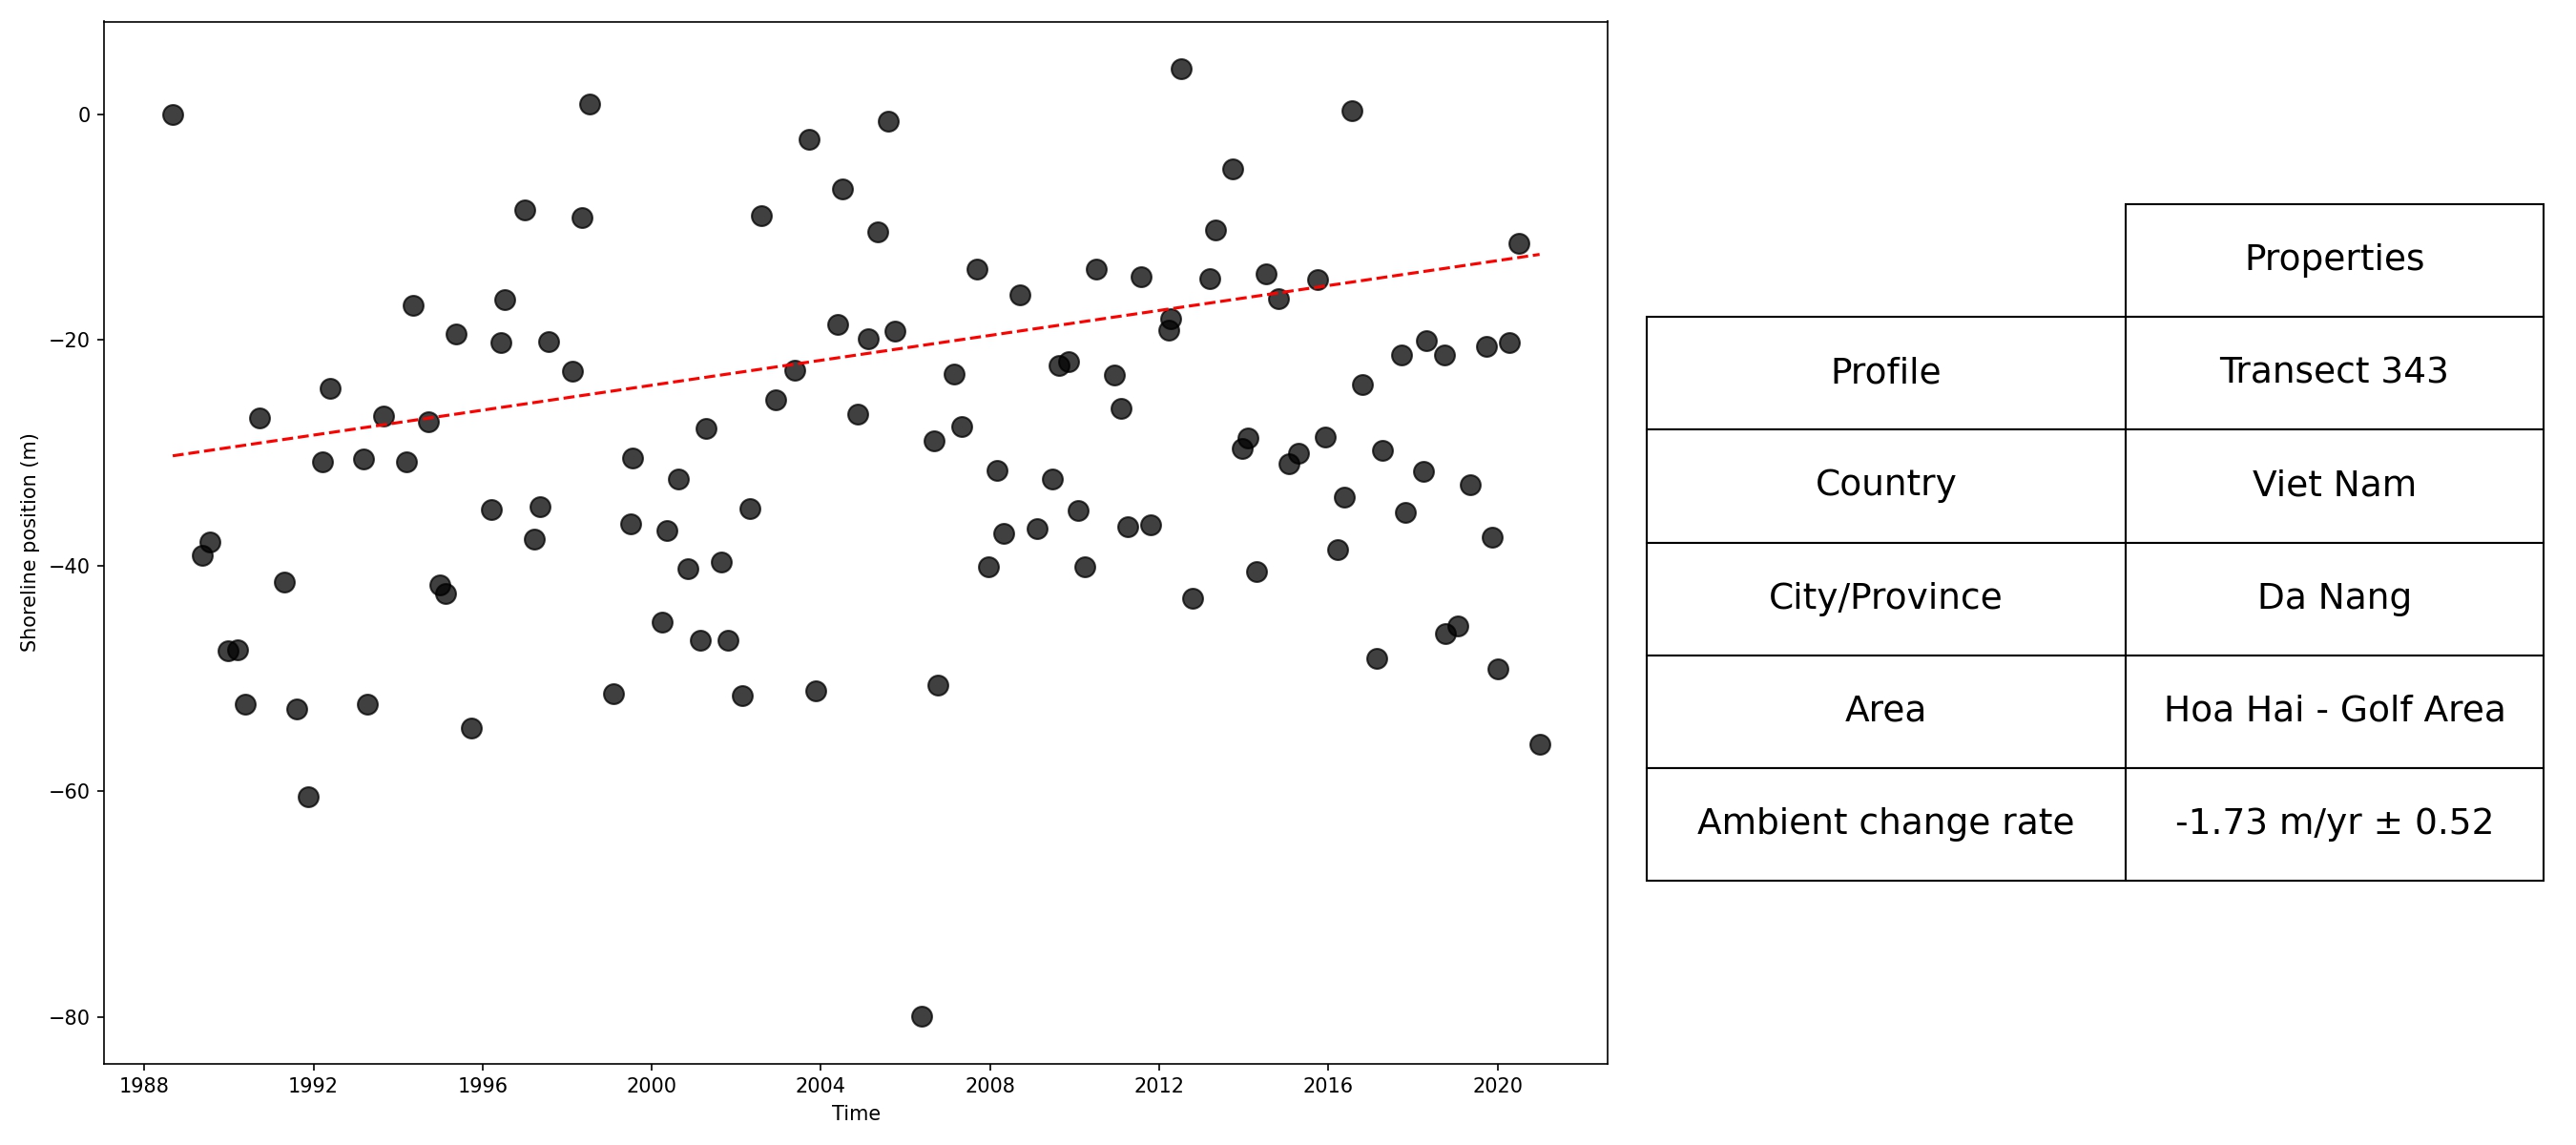 0
−20
−40
−60
−80
Shoreline position (m)
1988 1992 1996 2000 2004 2008 2012 2016 2020
Time
Properties
Profile Transect 343
Country Viet Nam
City/Province Da Nang
Area Hoa Hai - Golf Area
Ambient change rate -1.73 m/yr ± 0.52